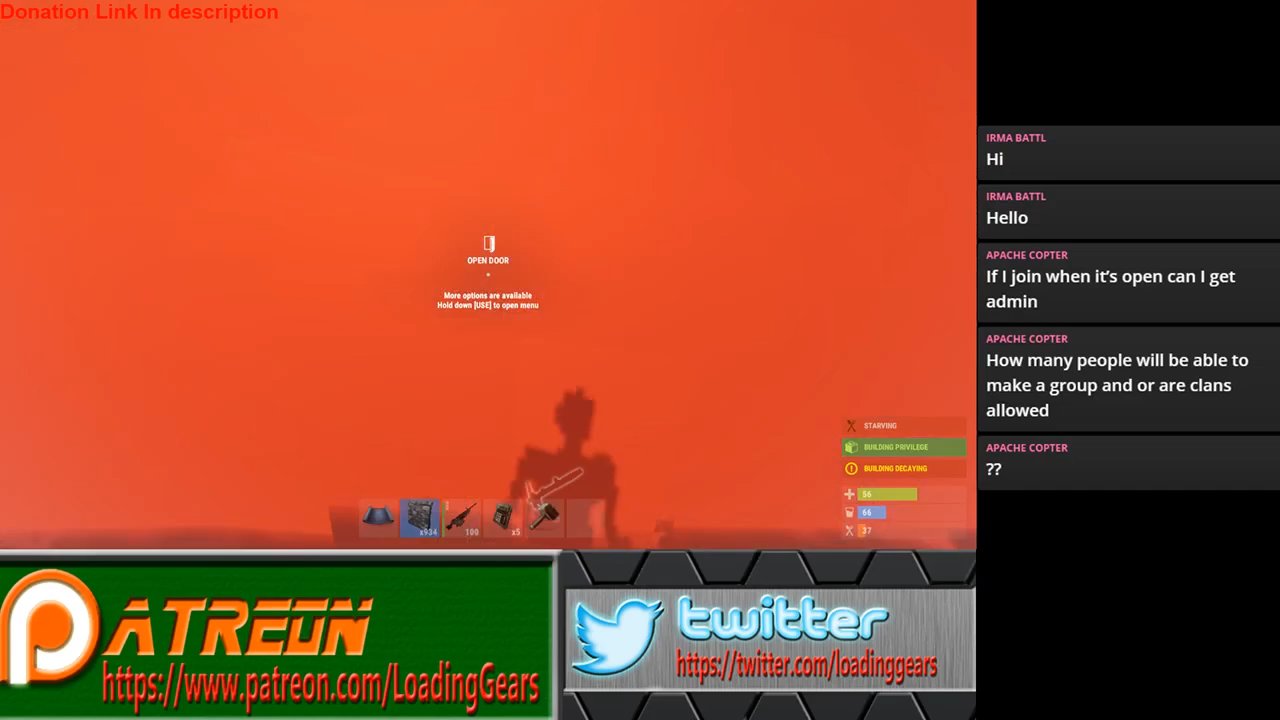 Donation Link In description
OPEN DOOR
More options are available
Hold down [USE] to open menu
STARVING
BUILDING PRIVILEGE
BUILDING DECAYING
56
66
37
x934
100
x5
ATREON
https://www.patreon.com/LoadingGears
twitter
https://twitter.com/loadinggears
IRMA BATTL
Hi
IRMA BATTL
Hello
APACHE COPTER
If I join when it’s open can I get
admin
APACHE COPTER
How many people will be able to
make a group and or are clans
allowed
APACHE COPTER
??